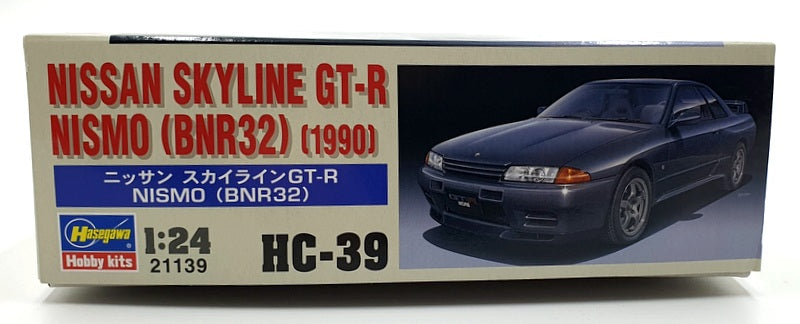 NISSAN SKYLINE GT-R
NISMO (BNR32) (1990)
ニッサン スカイラインGT-R
NISMO (BNR32)
Hasegawa
Hobby kits
1:24
21139
HC-39